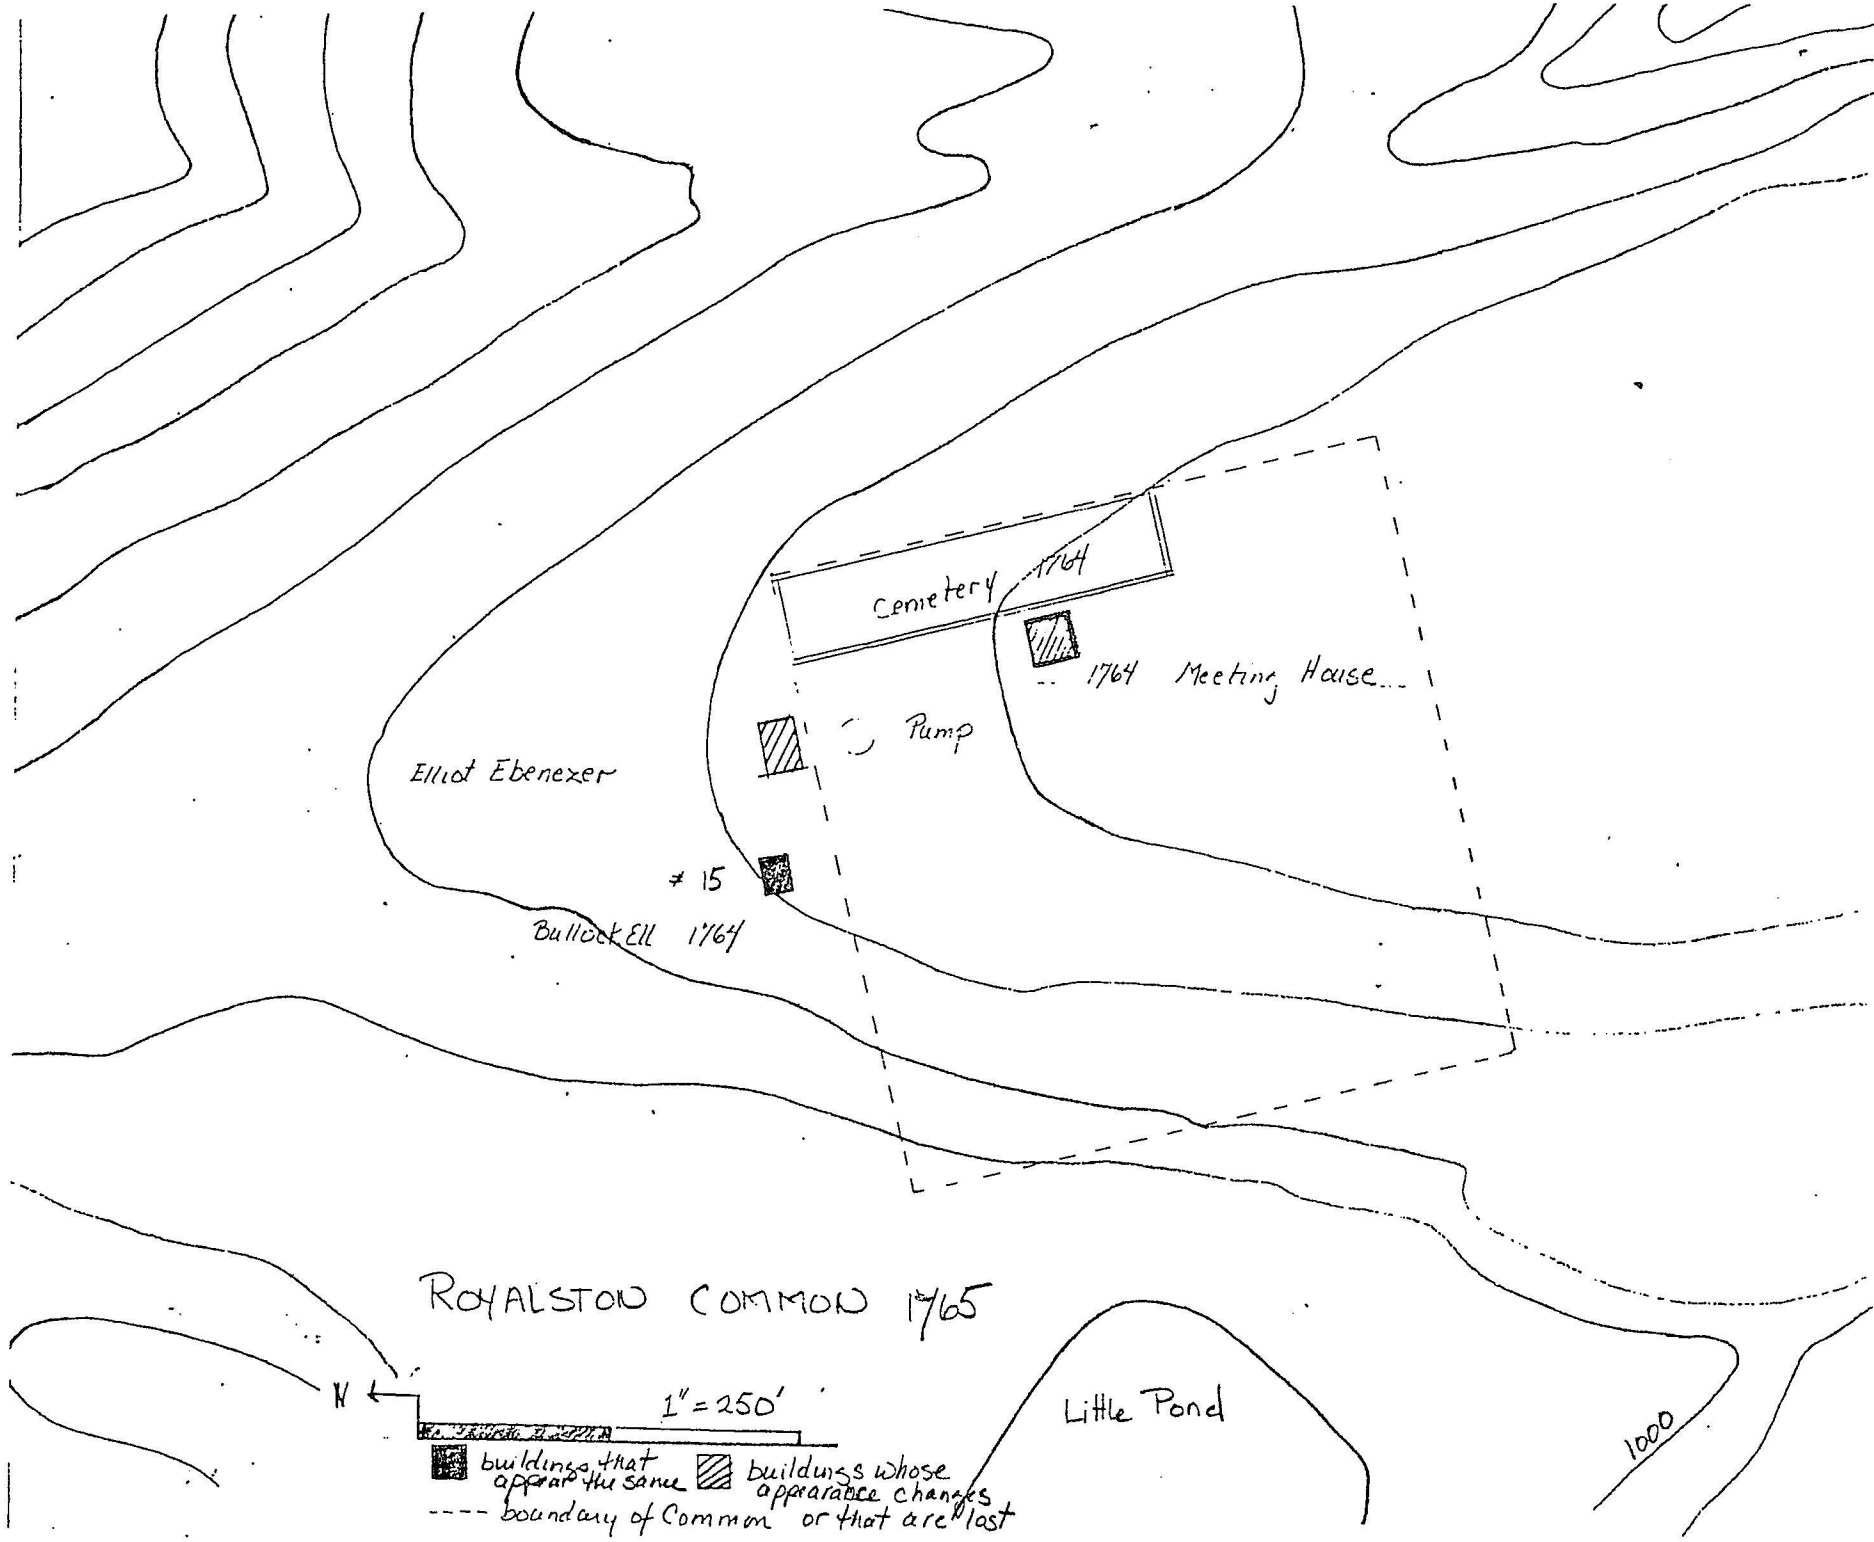 Cemetery 1764
1764 Meeting House
Pump
Elliot Ebenezer
# 15
Bullock Ell 1764
ROYALSTON COMMON 1765
N
1" = 250'
Little Pond
1000
buildings that
appear the same
buildings whose
appearance changes
or that are lost
---- boundary of Common